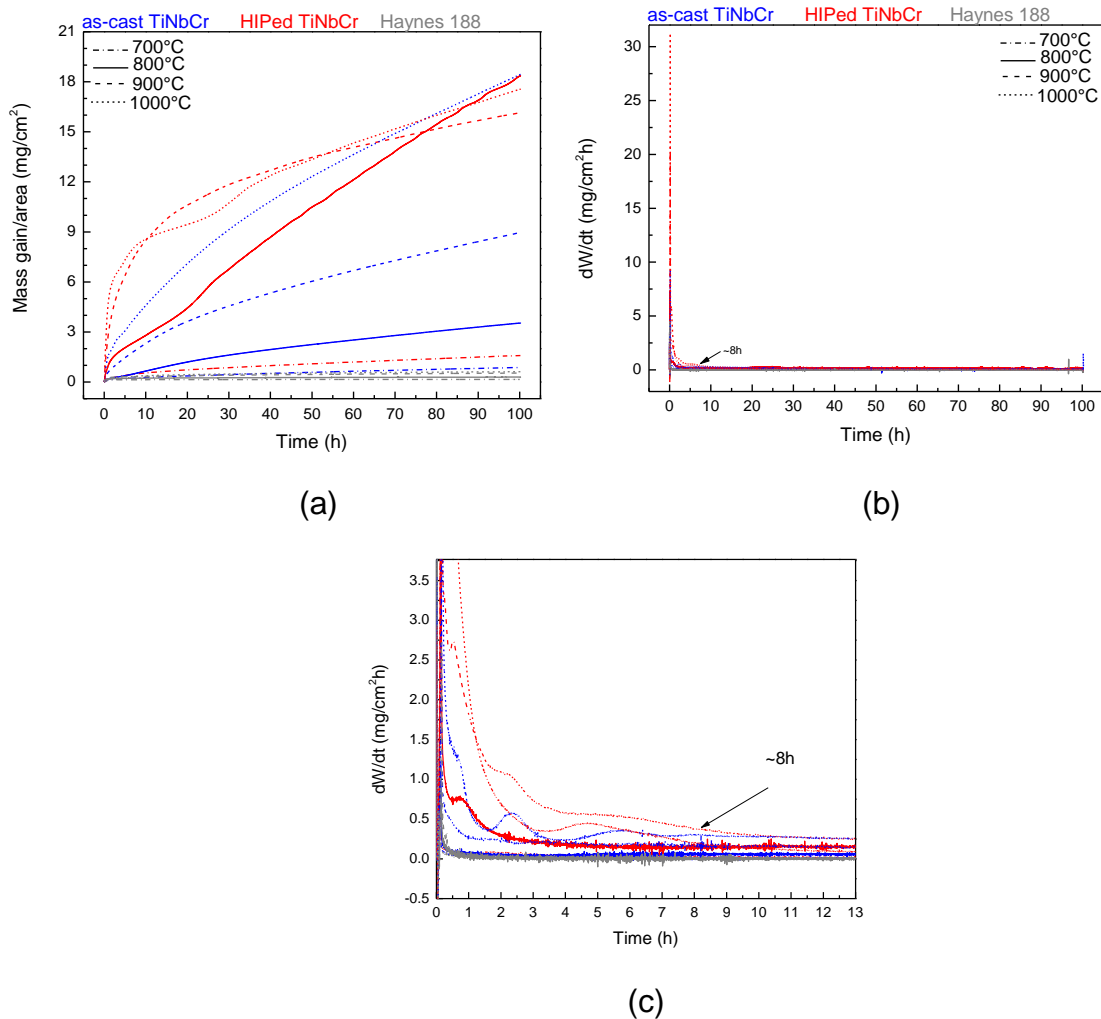 as-cast TiNbCr HIPed TiNbCr Haynes 188
21
18
15
12
9
6
3
0
Mass gain/area (mg/cm²)
700°C
800°C
900°C
1000°C
0 10 20 30 40 50 60 70 80 90 100
Time (h)
(a)
as-cast TiNbCr HIPed TiNbCr Haynes 188
30
25
20
15
10
5
0
dW/dt (mg/cm²h)
700°C
800°C
900°C
1000°C
~8h
0 10 20 30 40 50 60 70 80 90 100
Time (h)
(b)
3.5
3.0
2.5
2.0
1.5
1.0
0.5
0.0
-0.5
dW/dt (mg/cm²h)
~8h
0 1 2 3 4 5 6 7 8 9 10 11 12 13
Time (h)
(c)